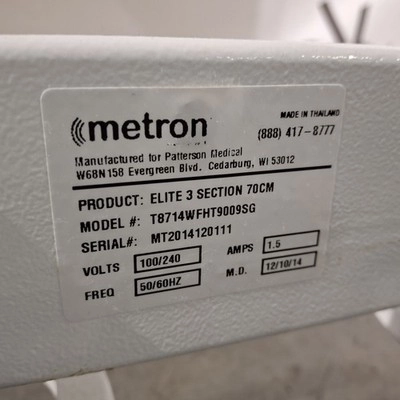 metron
MADE IN THAILAND
(888) 417-8777
Manufactured for Patterson Medical
W68N158 Evergreen Blvd. Cedarburg, WI 53012
PRODUCT: ELITE 3 SECTION 70CM
MODEL #: T8714WFHT9009SG
SERIAL#: MT2014120111
VOLTS 100/240 AMPS 1.5
FREQ 50/60HZ M.D. 12/10/14